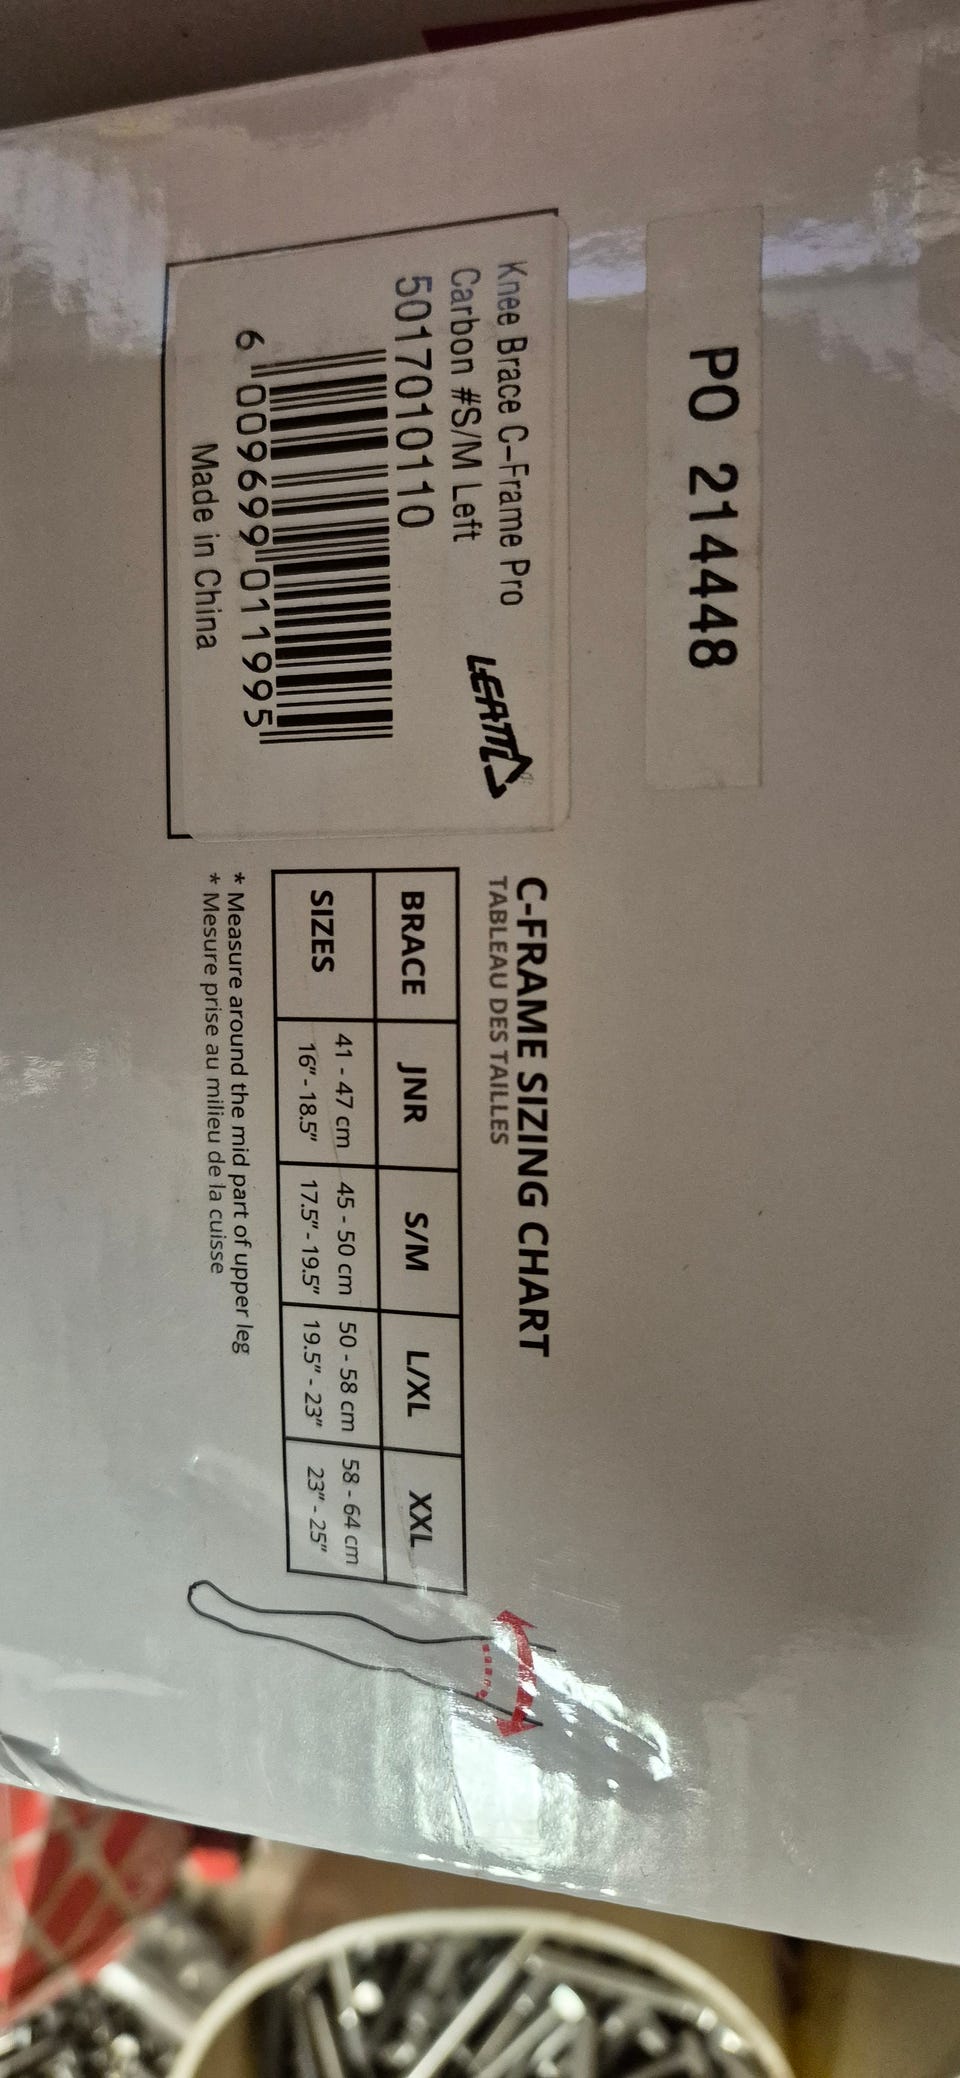 PO 21448
Knee Brace C-Frame Pro
Carbon #S/M Left
5017010110
LEATT
6 009699 011995
Made in China
C-FRAME SIZING CHART
TABLEAU DES TAILLES
BRACE JNR S/M L/XL XXL
SIZES
41 - 47 cm 45 - 50 cm 50 - 58 cm 58 - 64 cm
16" - 18.5" 17.5" - 19.5" 19.5" - 23" 23" - 25"
* Measure around the mid part of upper leg
* Mesure prise au milieu de la cuisse